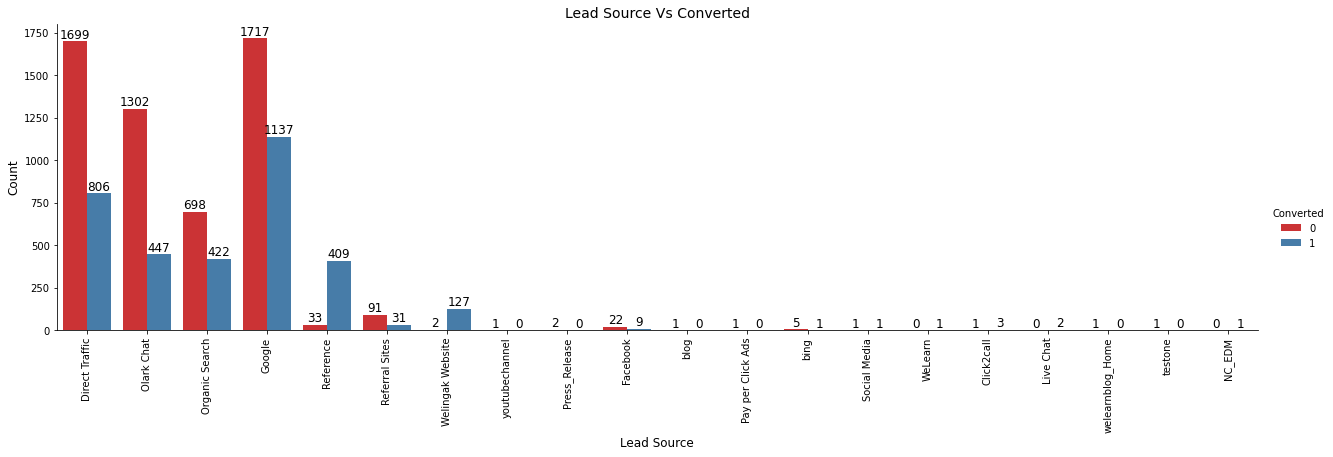 Lead Source Vs Converted
Count
1750
1500
1250
1000
750
500
250
0
1699
806
1302
447
698
422
1717
1137
33
409
91
31
2
127
1
0
2
0
22
9
1
0
1
0
5
1
1
1
0
1
1
3
0
2
1
0
1
0
0
1
Converted
0
1
Direct Traffic
Olark Chat
Organic Search
Google
Reference
Referral Sites
Welingak Website
youtubechannel
Press_Release
Facebook
blog
Pay per Click Ads
bing
Social Media
WeLearn
Click2call
Live Chat
welearnblog_Home
testone
NC_EDM
Lead Source